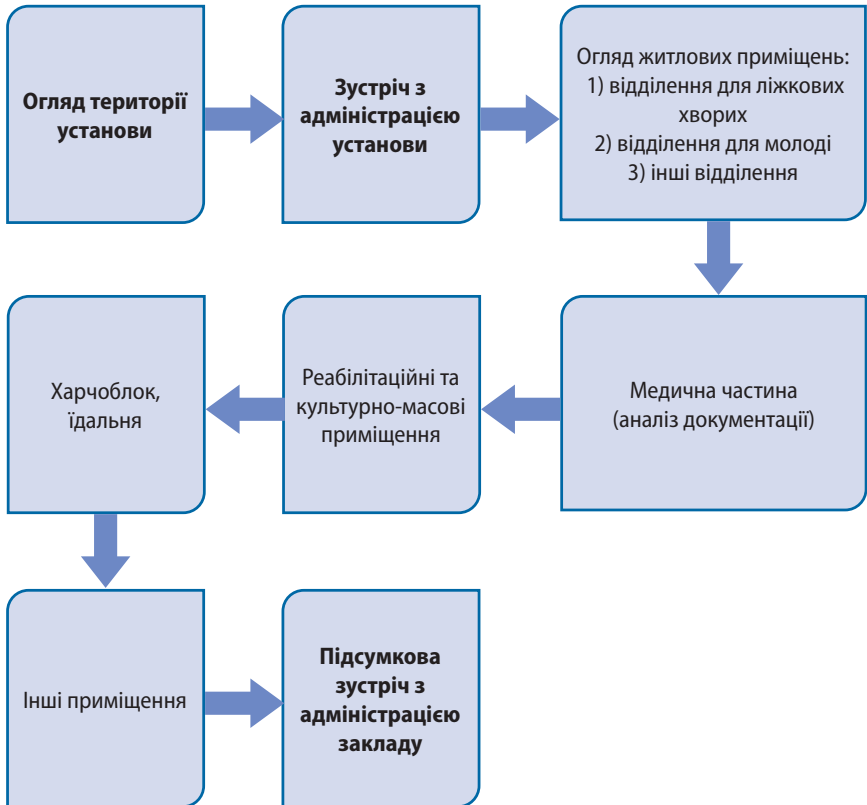 Огляд території
установи
Зустріч з
адміністрацією
установи
Огляд житлових приміщень:
1) відділення для ліжкових
хворих
2) відділення для молоді
3) інші відділення
Медична частина
(аналіз документації)
Реабілітаційні та
культурно-масові
приміщення
Харчоблок,
їдальня
Інші приміщення
Підсумкова
зустріч з
адміністрацією
закладу